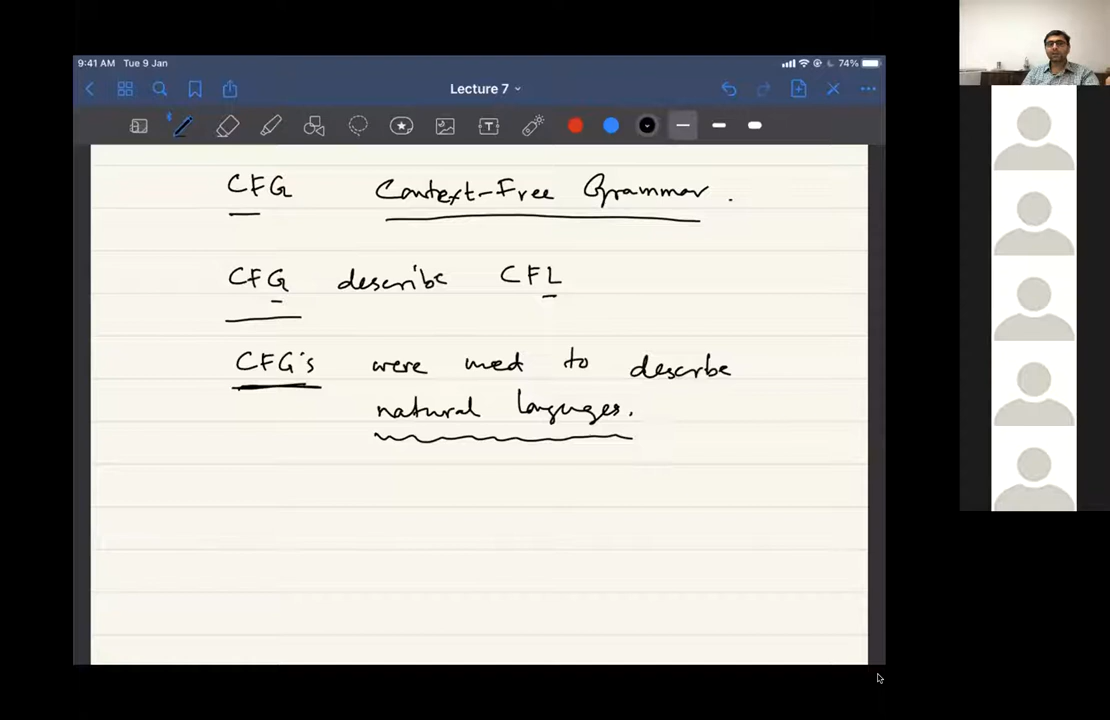 9:41 AM Tue 9 Jan 74%
Lecture 7
CFG Context-Free Grammar.
CFG describe CFL
CFG's were used to describe
natural languges.